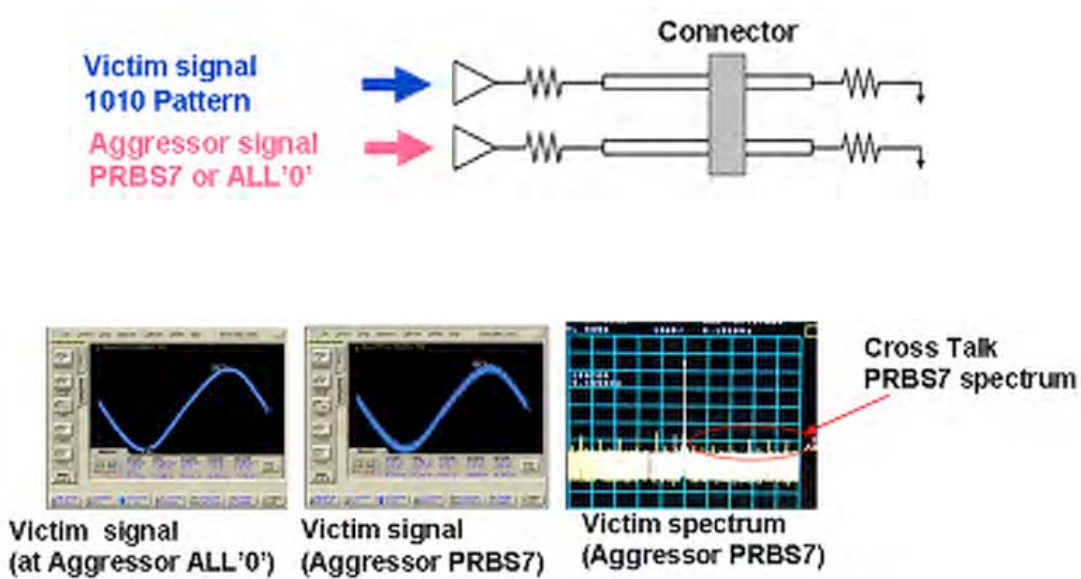 Connector
Victim signal
1010 Pattern
Aggressor signal
PRBS7 or ALL'0'
Cross Talk
PRBS7 spectrum
Victim signal
(at Aggressor ALL'0')
Victim signal
(Aggressor PRBS7)
Victim spectrum
(Aggressor PRBS7)